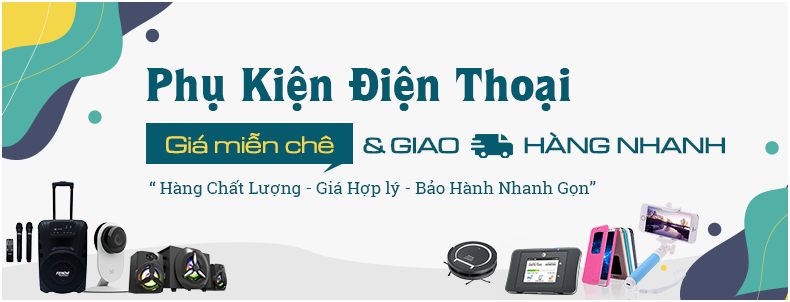 Phụ Kiện Điện Thoại
Giá miễn chê & GIAO HÀNG NHANH
“ Hàng Chất Lượng - Giá Hợp lý - Bảo Hành Nhanh Gọn”